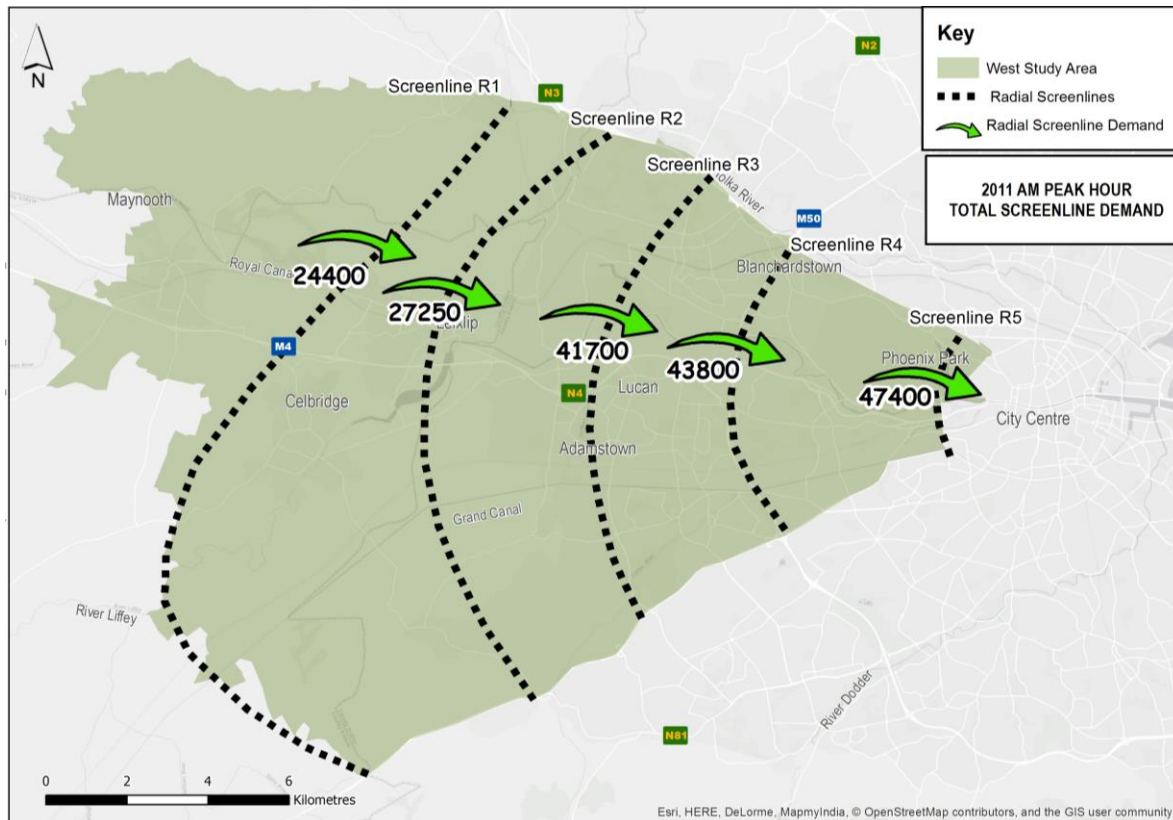 Key
West Study Area
Radial Screenlines
Radial Screenline Demand
2011 AM PEAK HOUR
TOTAL SCREENLINE DEMAND
N
N2
N3
Screenline R1
Screenline R2
Screenline R3
Tolka River
M50
Screenline R4
Blanchardstown
Maynooth
Royal Canal
24400
27250
Leixlip
Screenline R5
41700
43800
Phoenix Park
47400
City Centre
M4
Celbridge
N4
Lucan
Adamstown
Grand Canal
River Liffey
River Dodder
N81
0 2 4 6
Kilometres
Esri, HERE, DeLorme, MapmyIndia, © OpenStreetMap contributors, and the GIS user community